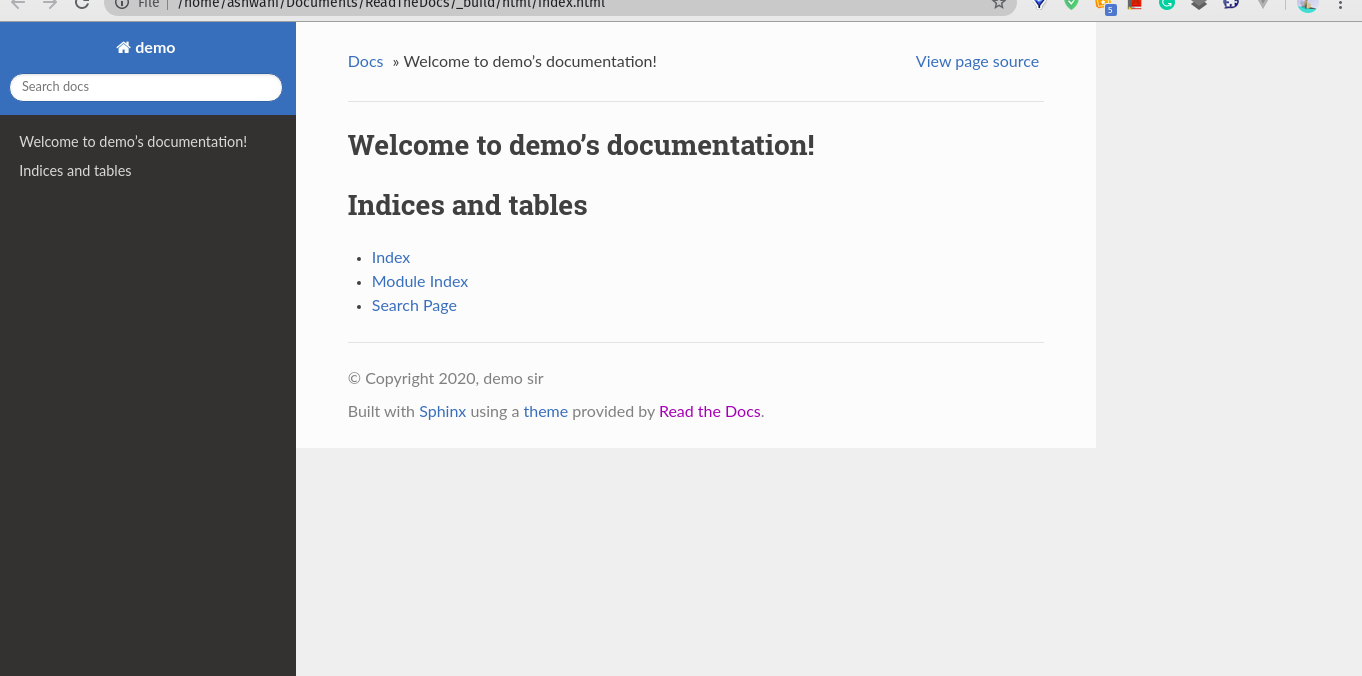 File | /home/ashwani/Documents/ReadTheDocs/_build/html/index.html
5
demo
Search docs
Welcome to demo's documentation!
Indices and tables
Docs » Welcome to demo's documentation!
View page source
Welcome to demo's documentation!
Indices and tables
• Index
• Module Index
• Search Page
© Copyright 2020, demo sir
Built with Sphinx using a theme provided by Read the Docs.